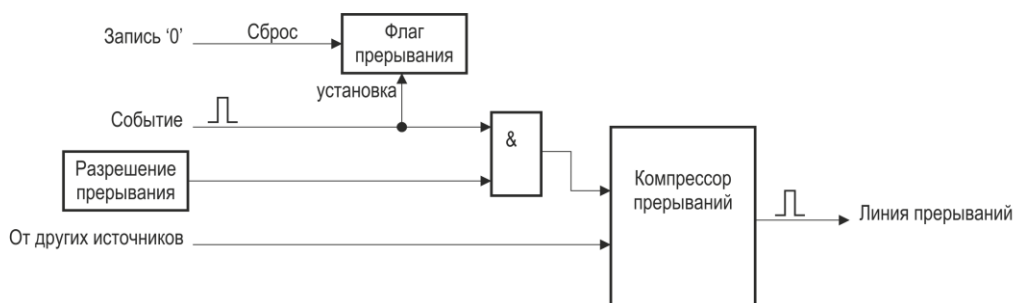 Запись ‘0’
Сброс
Флаг
прерывания
установка
Событие
&
Разрешение
прерывания
Компрессор
прерываний
Линия прерываний
От других источников